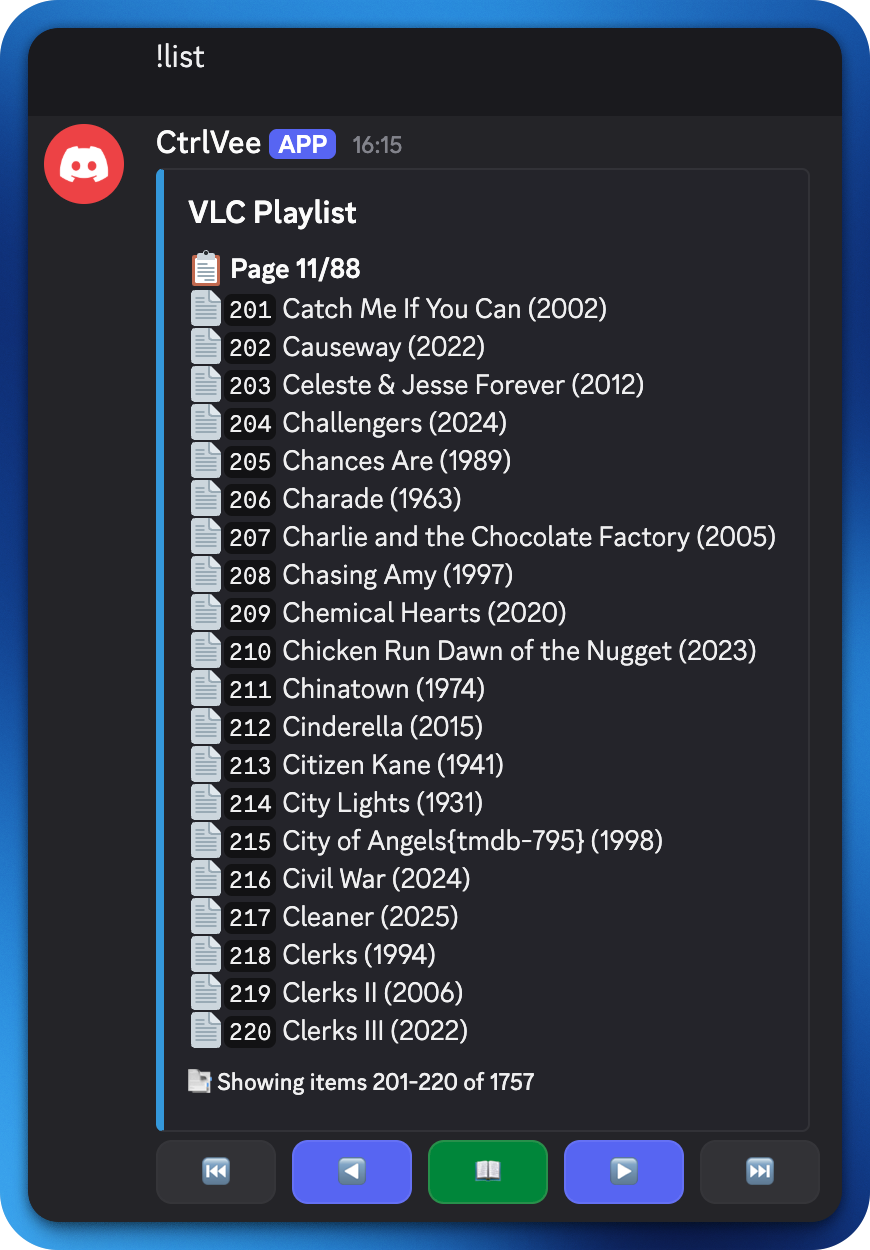 !list
CtrlVee APP 16:15
VLC Playlist
Page 11/88
201 Catch Me If You Can (2002)
202 Causeway (2022)
203 Celeste & Jesse Forever (2012)
204 Challengers (2024)
205 Chances Are (1989)
206 Charade (1963)
207 Charlie and the Chocolate Factory (2005)
208 Chasing Amy (1997)
209 Chemical Hearts (2020)
210 Chicken Run Dawn of the Nugget (2023)
211 Chinatown (1974)
212 Cinderella (2015)
213 Citizen Kane (1941)
214 City Lights (1931)
215 City of Angels{tmdb-795} (1998)
216 Civil War (2024)
217 Cleaner (2025)
218 Clerks (1994)
219 Clerks II (2006)
220 Clerks III (2022)
Showing items 201-220 of 1757